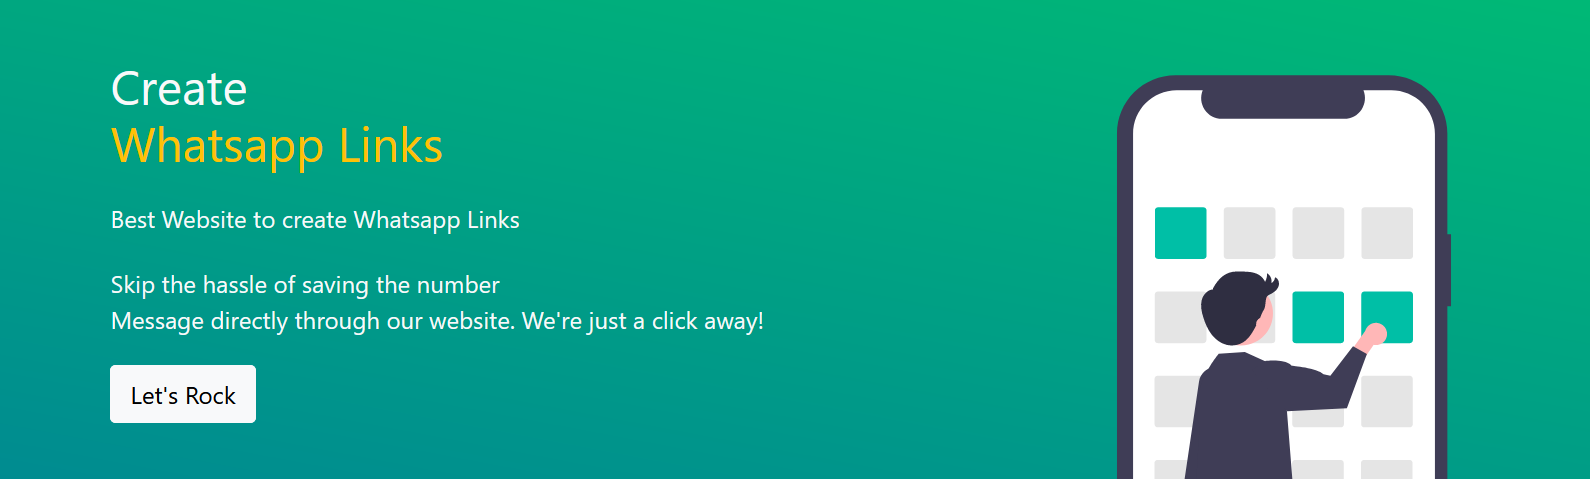 Create
Whatsapp Links
Best Website to create Whatsapp Links
Skip the hassle of saving the number
Message directly through our website. We're just a click away!
Let's Rock